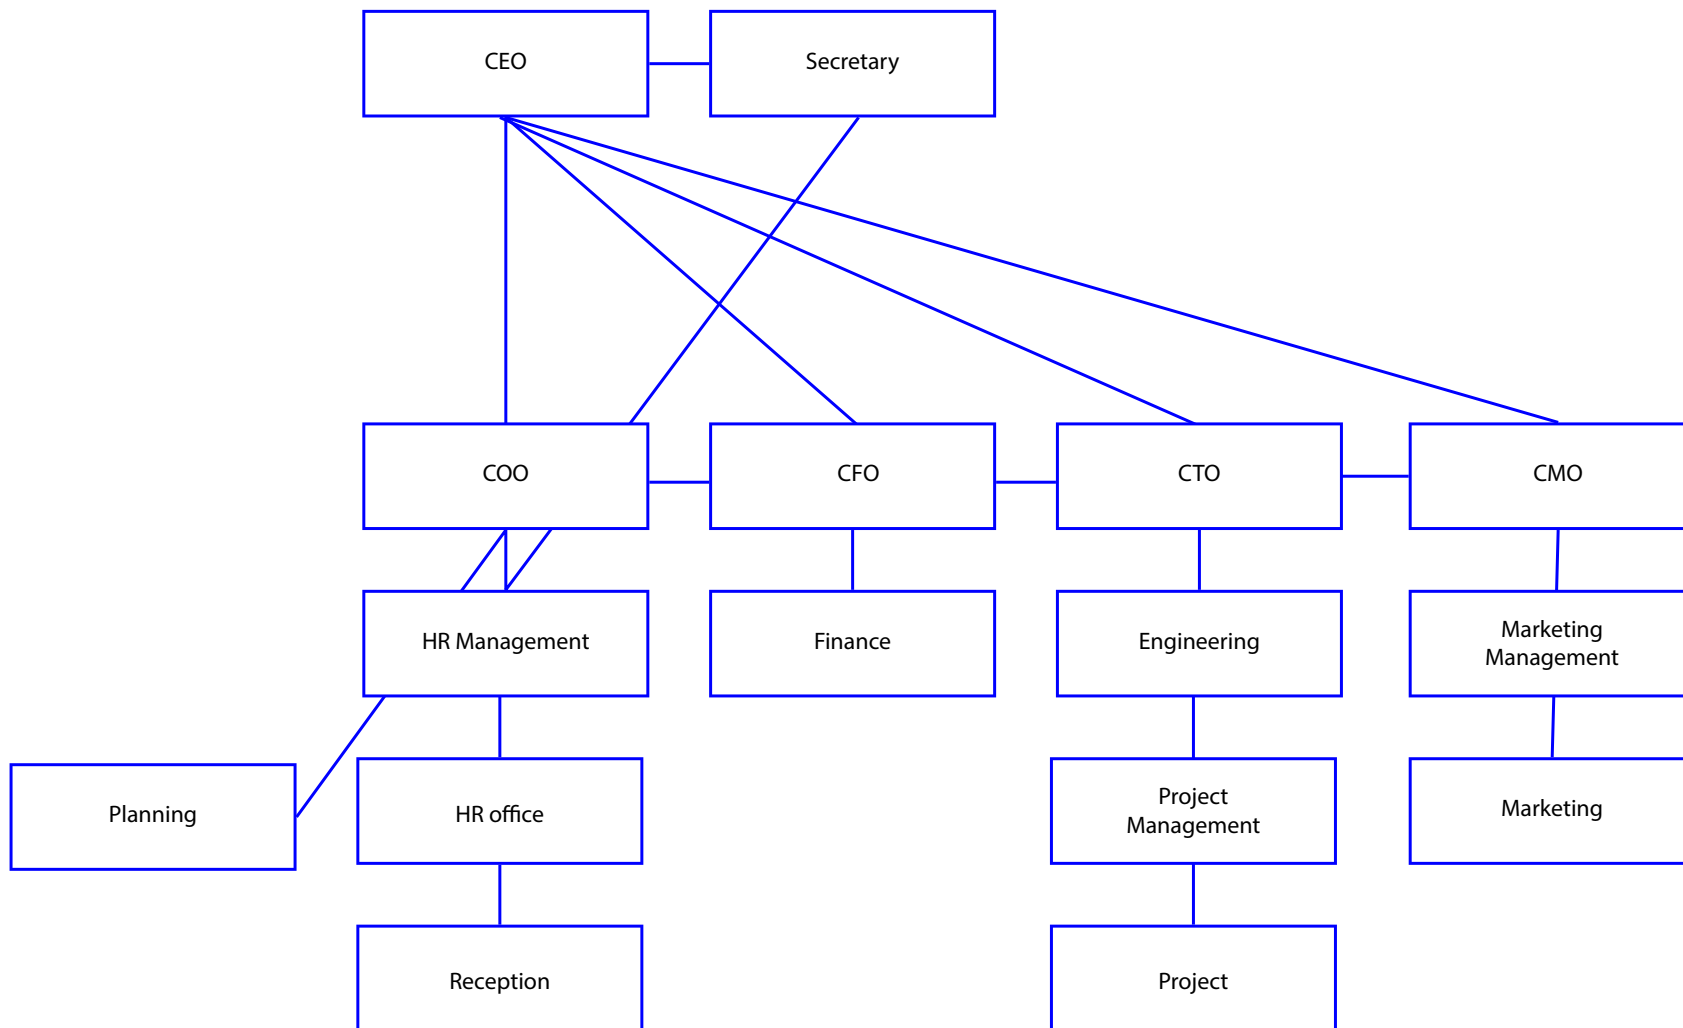 CEO
Secretary
COO
CFO
CTO
CMO
HR Management
Finance
Engineering
Marketing
Management
Planning
HR office
Project
Management
Marketing
Reception
Project